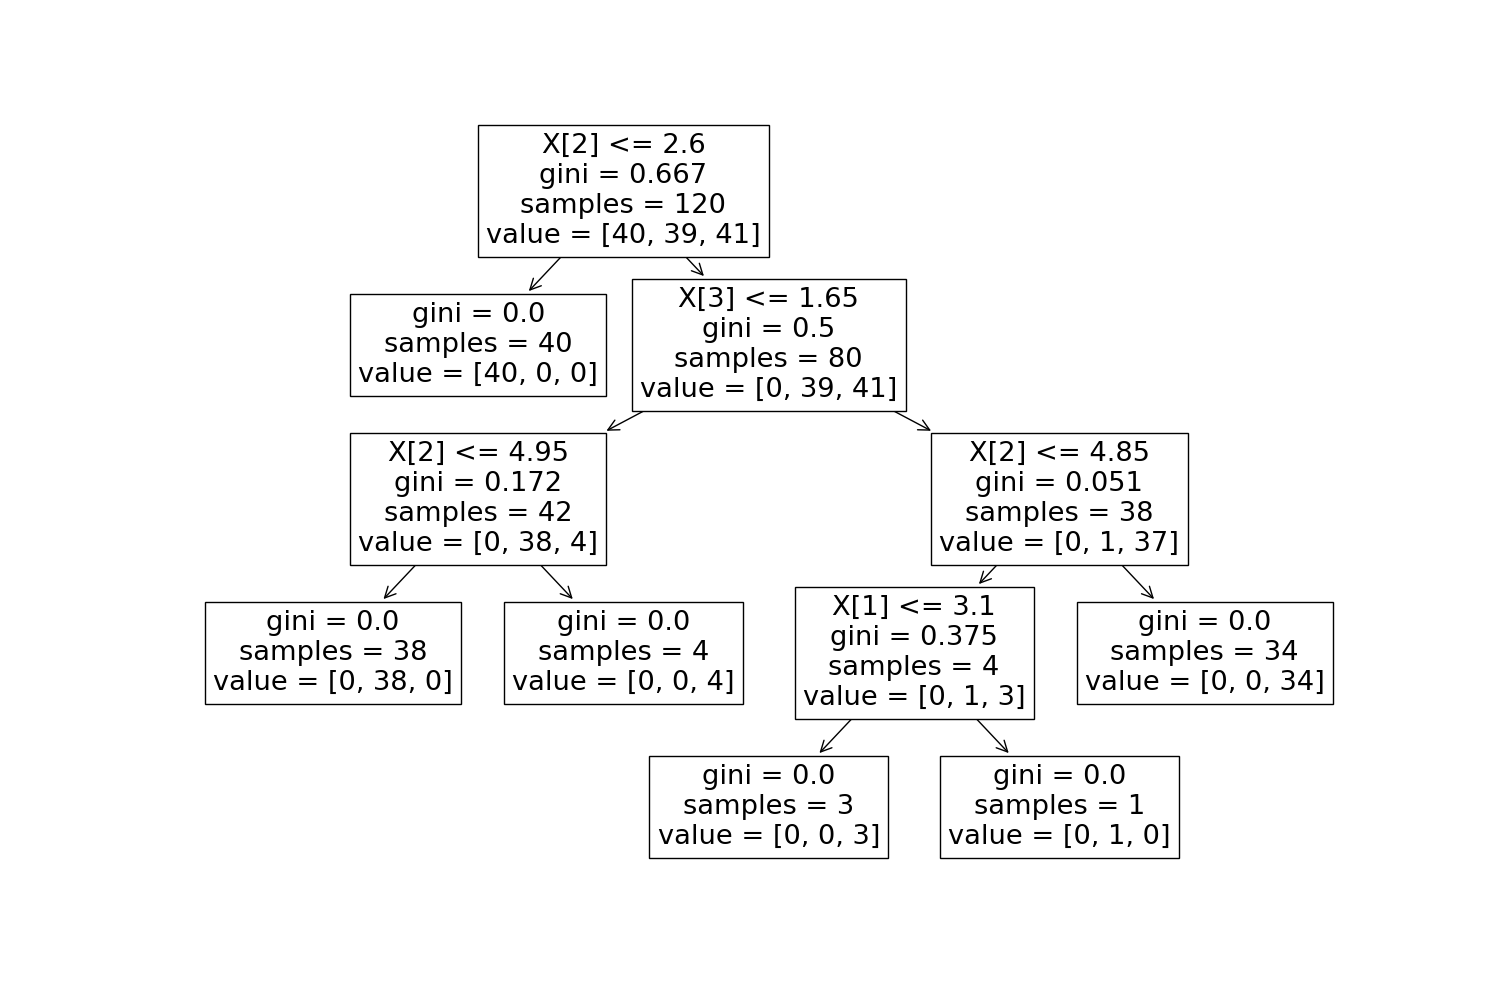 X[2] <= 2.6
gini = 0.667
samples = 120
value = [40, 39, 41]
gini = 0.0
samples = 40
value = [40, 0, 0]
X[3] <= 1.65
gini = 0.5
samples = 80
value = [0, 39, 41]
X[2] <= 4.95
gini = 0.172
samples = 42
value = [0, 38, 4]
X[2] <= 4.85
gini = 0.051
samples = 38
value = [0, 1, 37]
gini = 0.0
samples = 38
value = [0, 38, 0]
gini = 0.0
samples = 4
value = [0, 0, 4]
X[1] <= 3.1
gini = 0.375
samples = 4
value = [0, 1, 3]
gini = 0.0
samples = 34
value = [0, 0, 34]
gini = 0.0
samples = 3
value = [0, 0, 3]
gini = 0.0
samples = 1
value = [0, 1, 0]